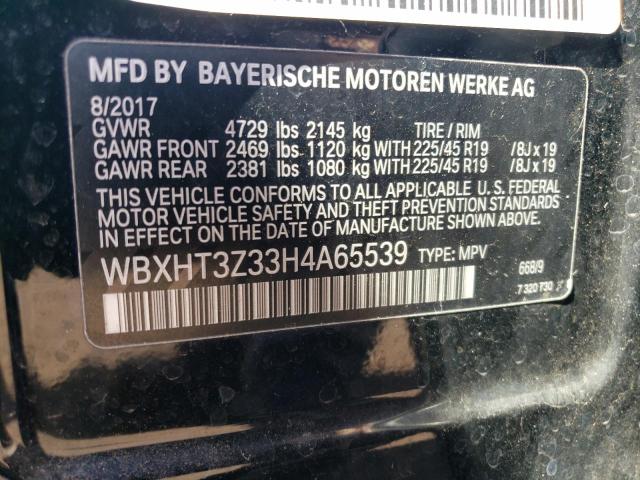 MFD BY BAYERISCHE MOTOREN WERKE AG
8/2017
GVWR 4729 lbs 2145 kg TIRE / RIM
GAWR FRONT 2469 lbs 1120 kg WITH 225/45 R19 /8J x 19
GAWR REAR 2381 lbs 1080 kg WITH 225/45 R19 /8J x 19
THIS VEHICLE CONFORMS TO ALL APPLICABLE U.S. FEDERAL
MOTOR VEHICLE SAFETY AND THEFT PREVENTION STANDARDS
IN EFFECT ON THE DATE OF MANUFACTURE SHOWN ABOVE.
WBXHT3Z33H4A65539 TYPE: MPV
668/9
7 320 730